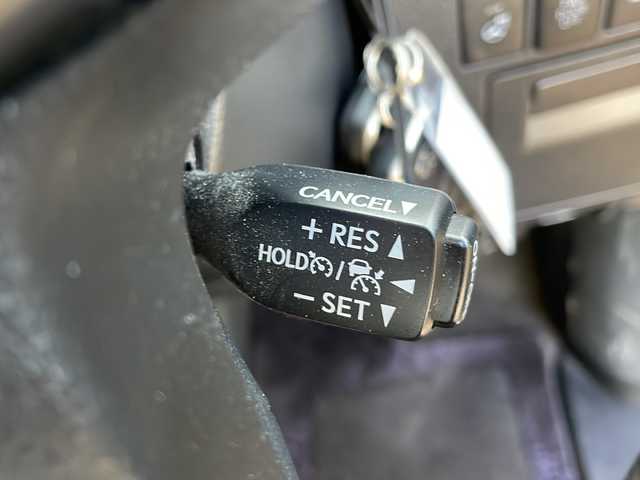 CANCEL
+ RES
HOLD /
− SET